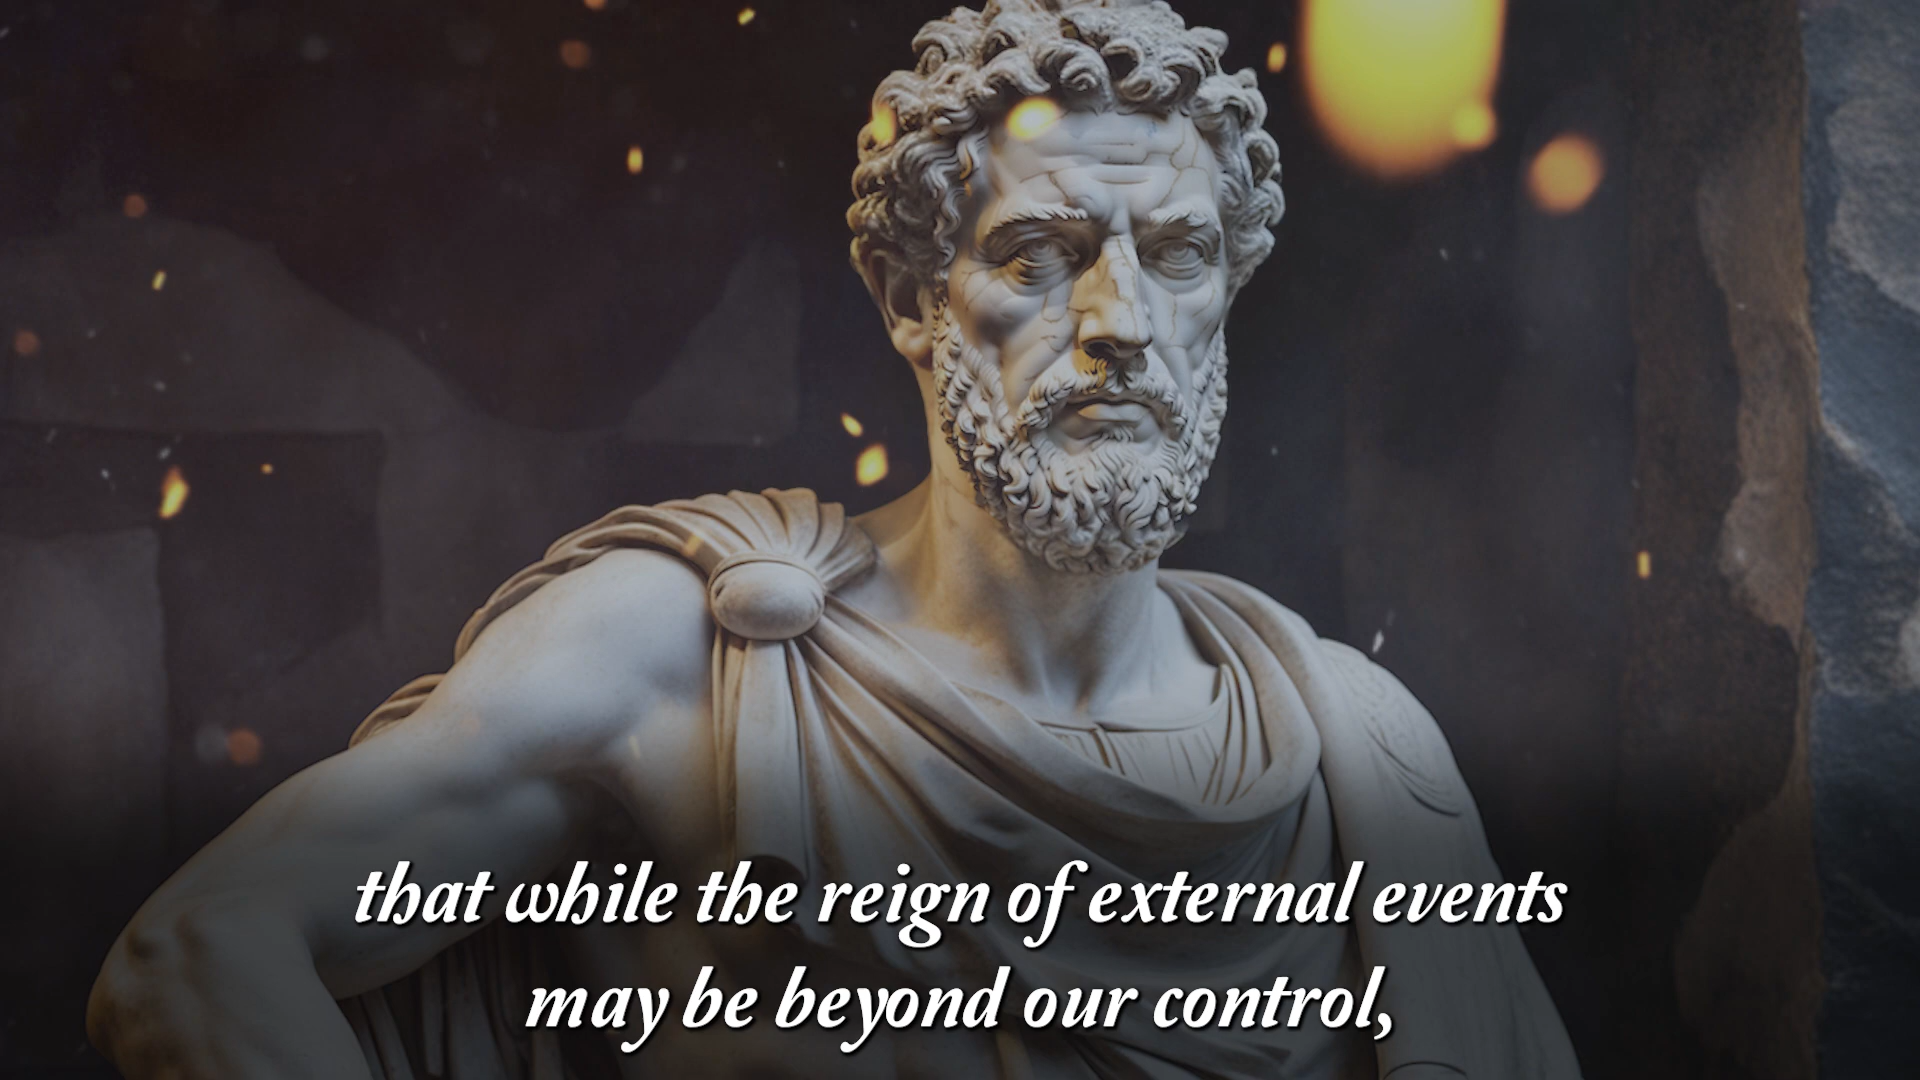 that while the reign of external events
may be beyond our control,